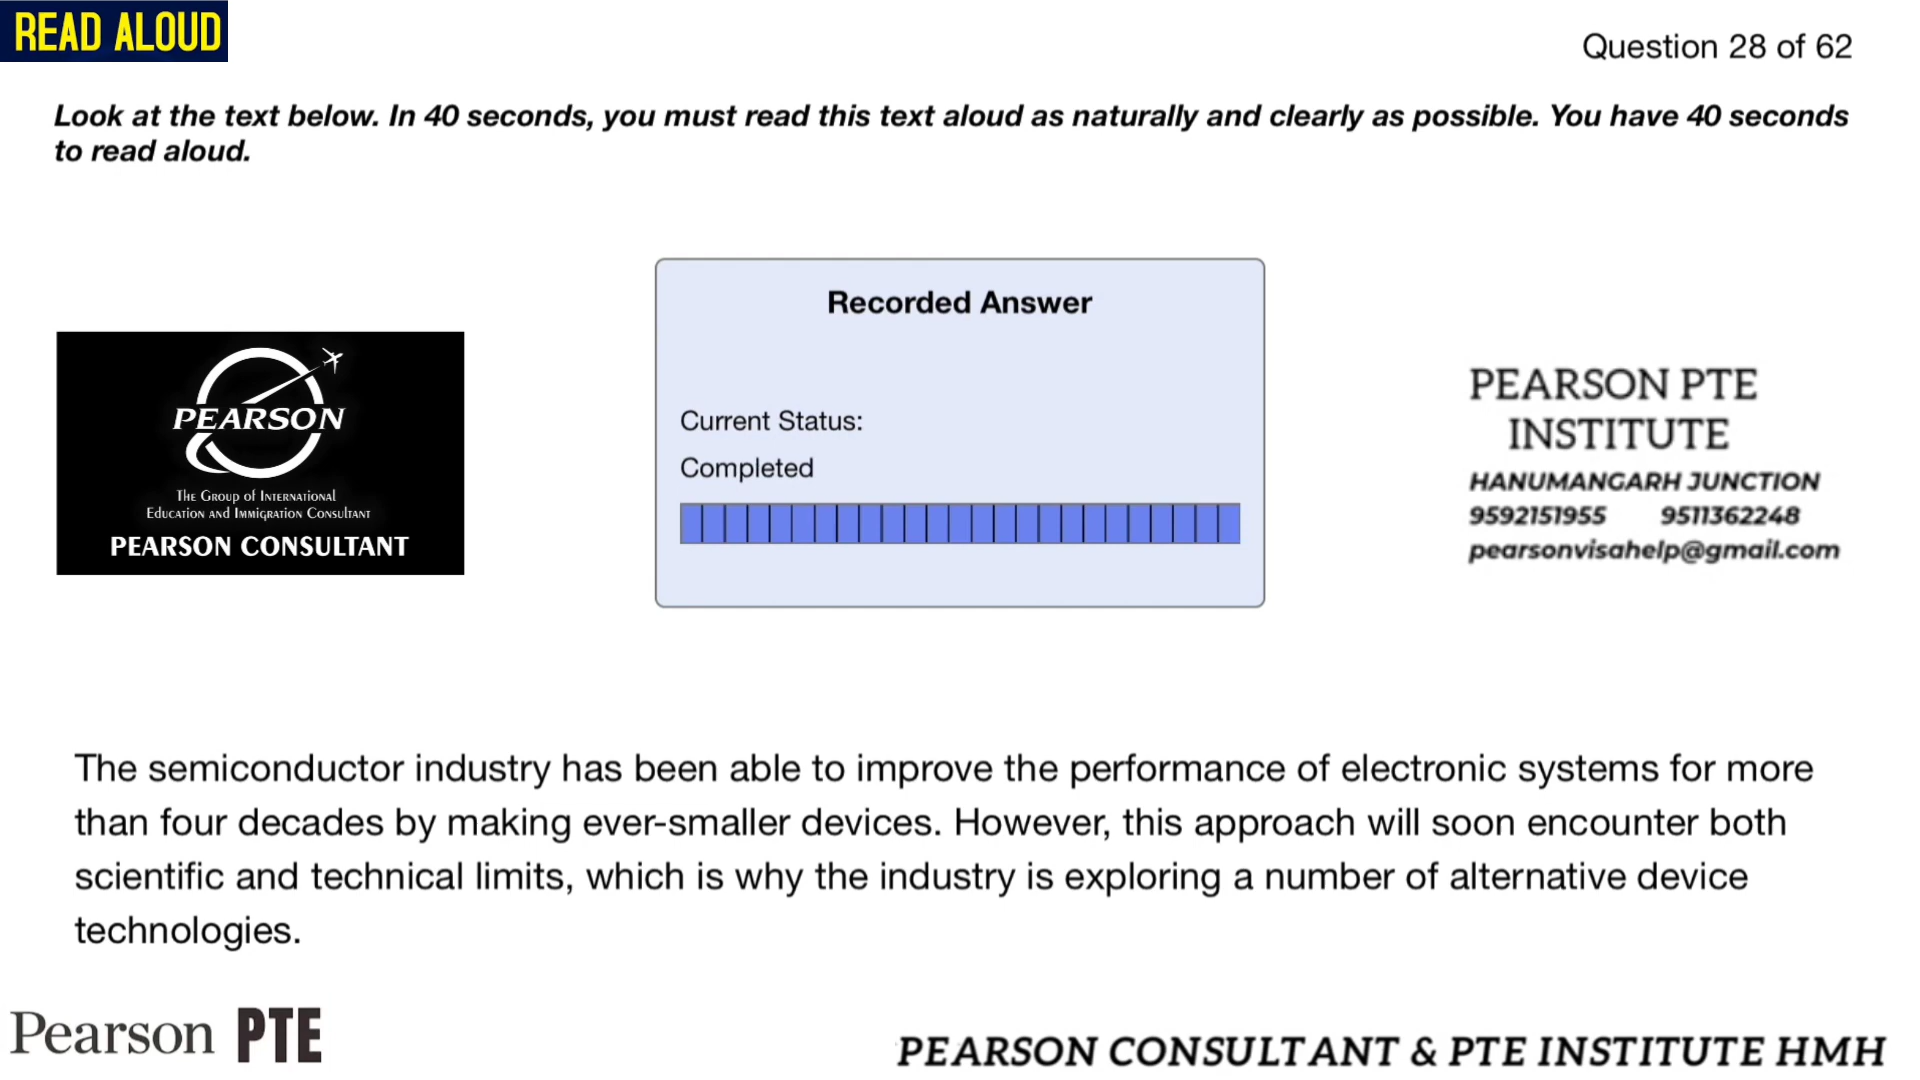 READ ALOUD
Question 28 of 62
Look at the text below. In 40 seconds, you must read this text aloud as naturally and clearly as possible. You have 40 seconds
to read aloud.
Recorded Answer
Current Status:
Completed
PEARSON
The Group of International
Education and Immigration Consultant
PEARSON CONSULTANT
PEARSON PTE
INSTITUTE
HANUMANGARH JUNCTION
9592151955 9511362248
pearsonvisahelp@gmail.com
The semiconductor industry has been able to improve the performance of electronic systems for more
than four decades by making ever-smaller devices. However, this approach will soon encounter both
scientific and technical limits, which is why the industry is exploring a number of alternative device
technologies.
Pearson PTE
PEARSON CONSULTANT & PTE INSTITUTE HMH